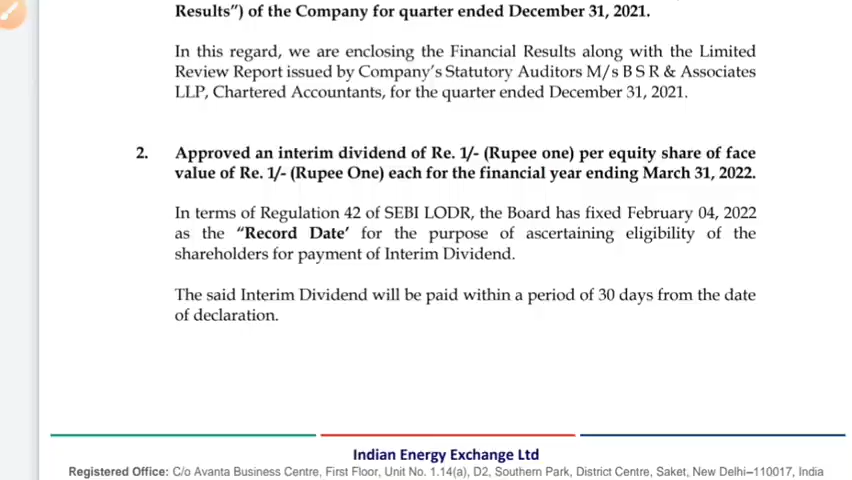 Results") of the Company for quarter ended December 31, 2021.
In this regard, we are enclosing the Financial Results along with the Limited
Review Report issued by Company's Statutory Auditors M/s B S R & Associates
LLP, Chartered Accountants, for the quarter ended December 31, 2021.
2. Approved an interim dividend of Re. 1/- (Rupee one) per equity share of face
value of Re. 1/- (Rupee One) each for the financial year ending March 31, 2022.
In terms of Regulation 42 of SEBI LODR, the Board has fixed February 04, 2022
as the "Record Date' for the purpose of ascertaining eligibility of the
shareholders for payment of Interim Dividend.
The said Interim Dividend will be paid within a period of 30 days from the date
of declaration.
Indian Energy Exchange Ltd
Registered Office: C/o Avanta Business Centre, First Floor, Unit No. 1.14(a), D2, Southern Park, District Centre, Saket, New Delhi–110017, India